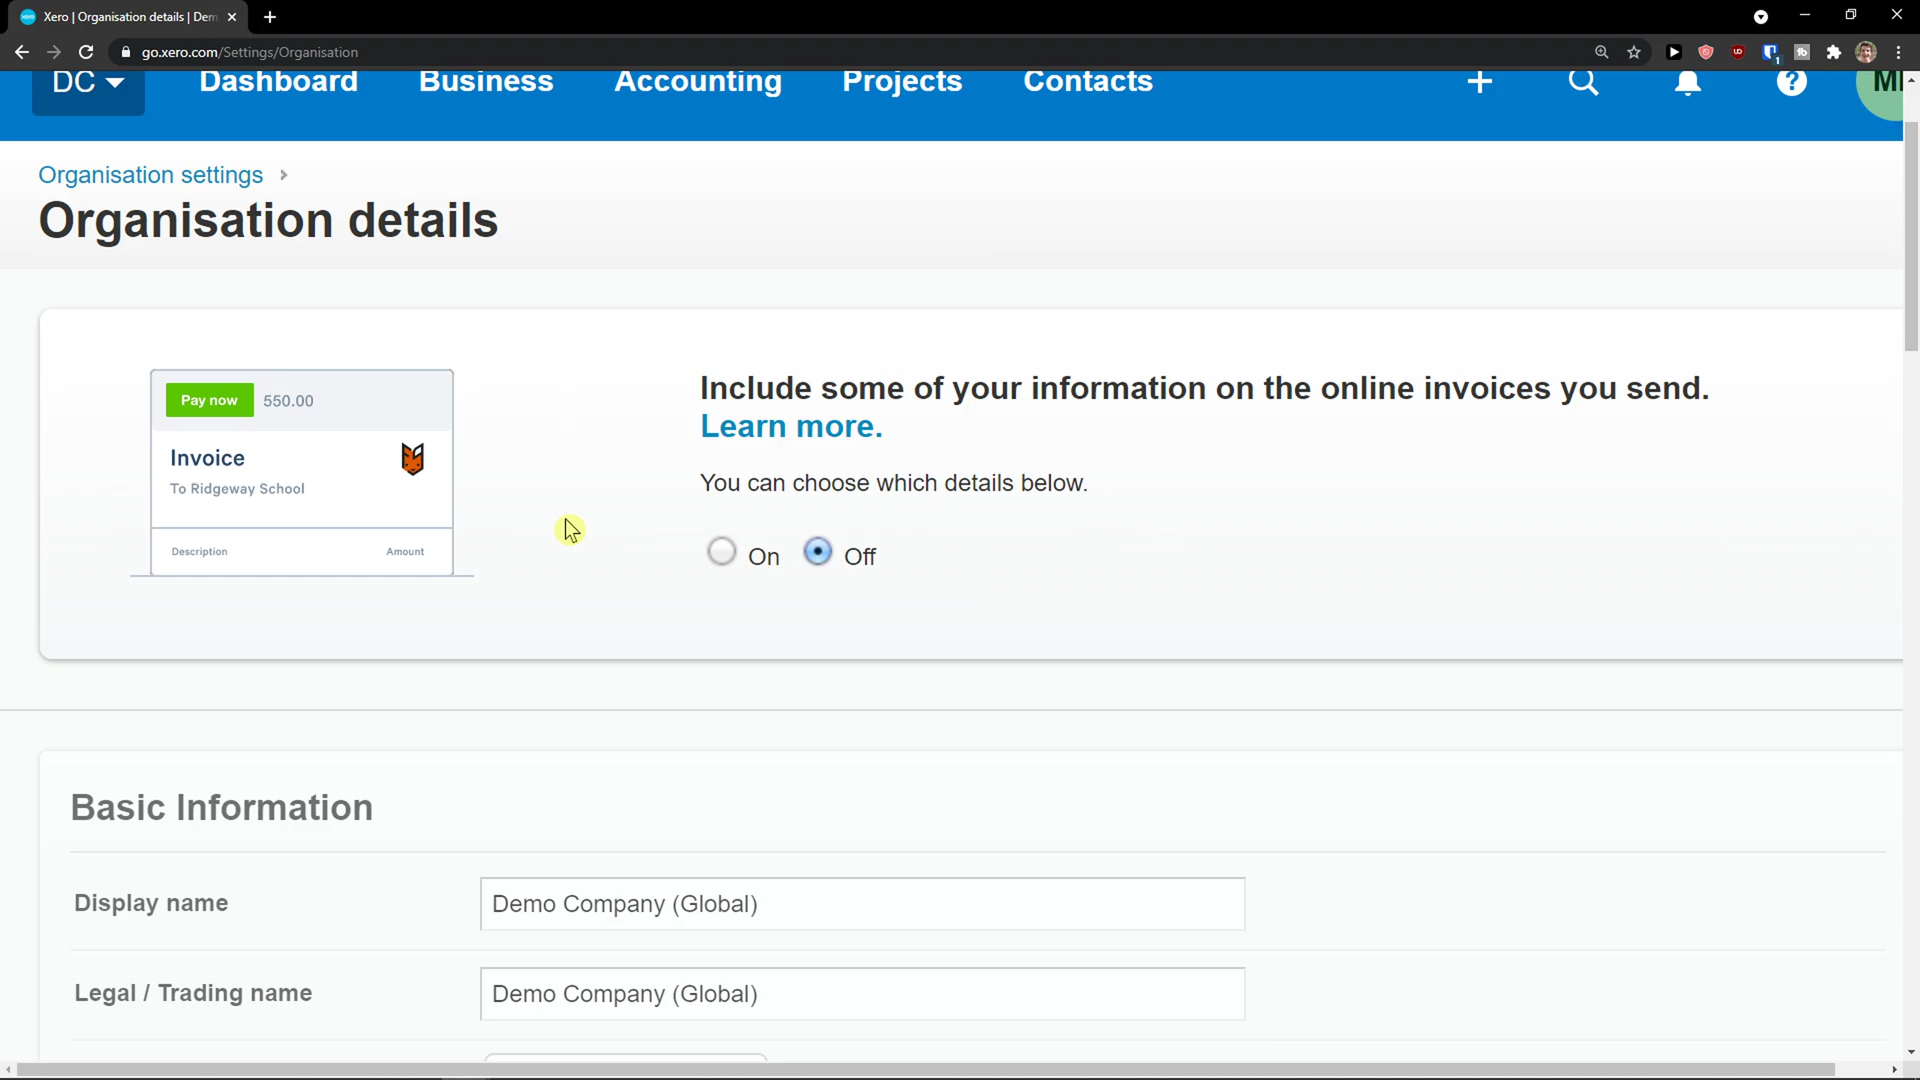 Xero | Organisation details | Dem
go.xero.com/Settings/Organisation
DC Dashboard Business Accounting Projects Contacts
Organisation settings
Organisation details
Pay now 550.00
Invoice
To Ridgeway School
Description Amount
Include some of your information on the online invoices you send.
Learn more.
You can choose which details below.
On Off
Basic Information
Display name Demo Company (Global)
Legal / Trading name Demo Company (Global)